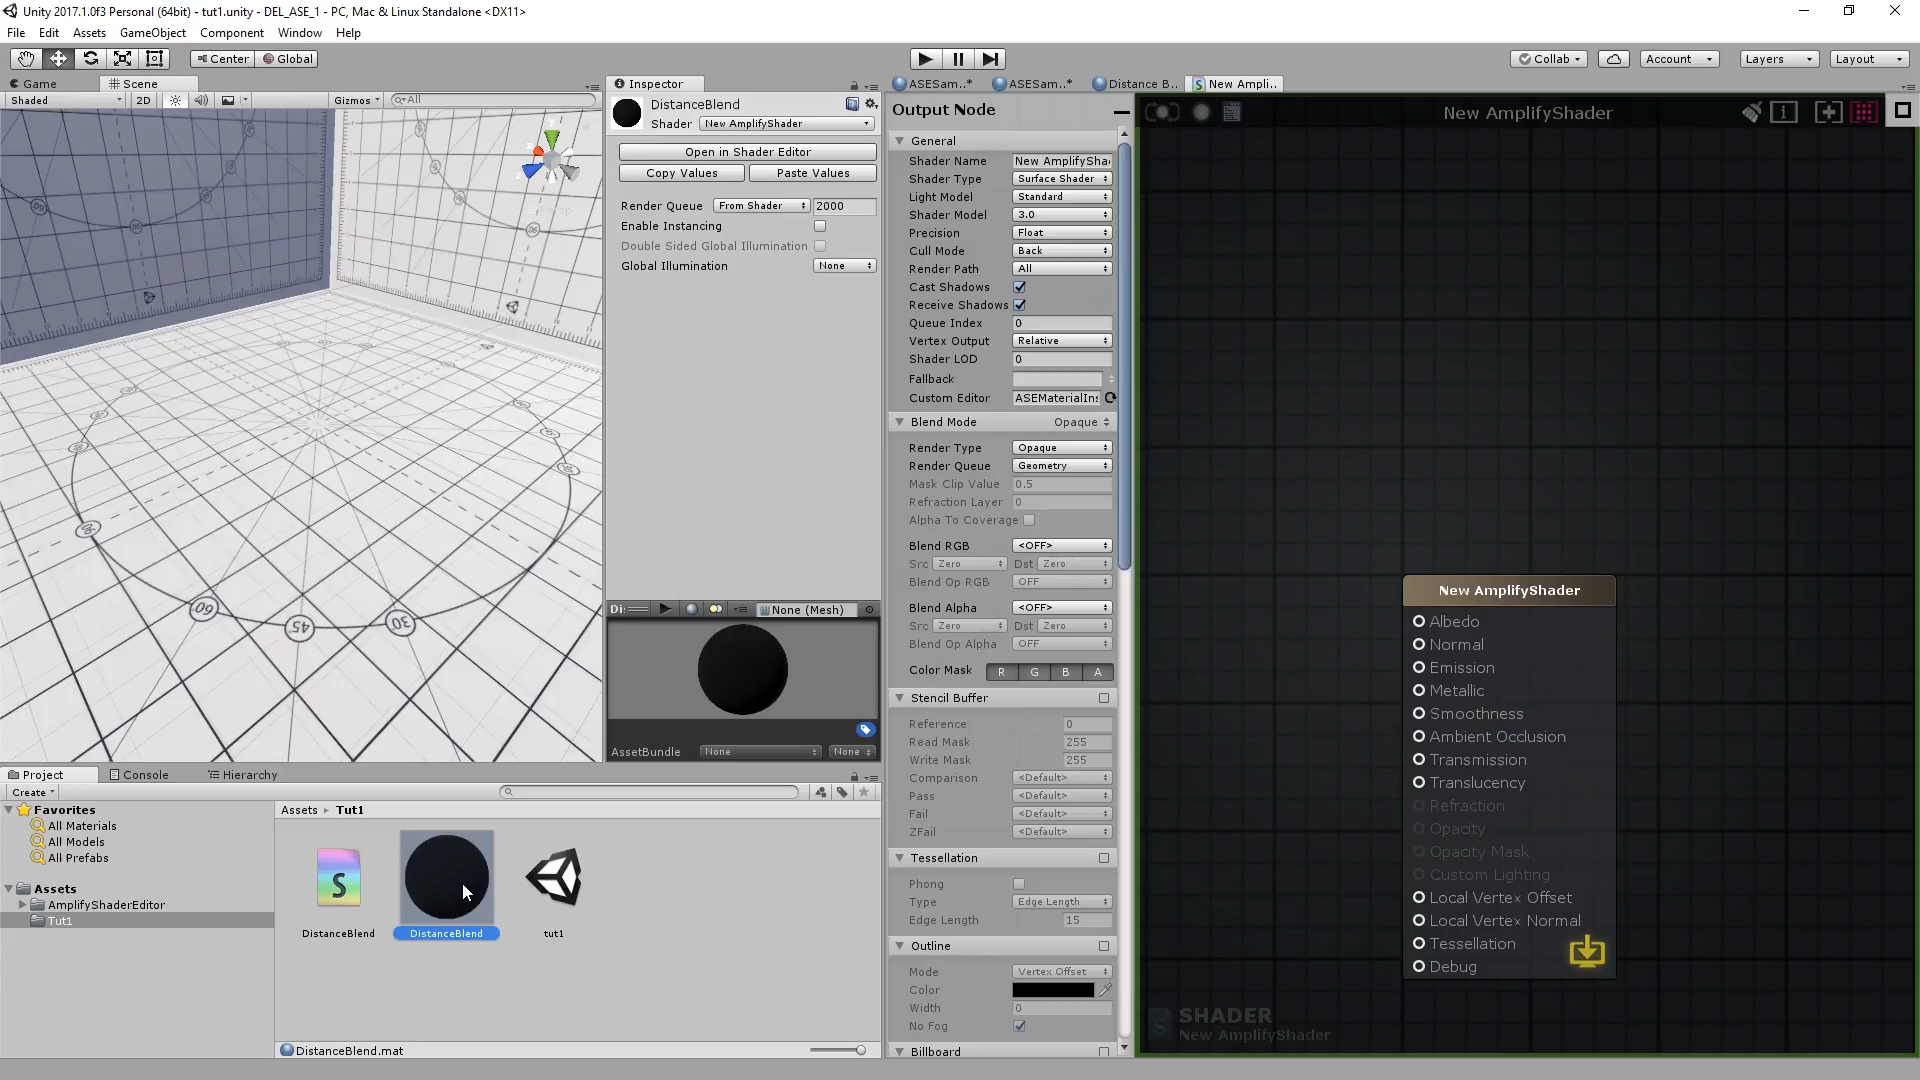 Unity 2017.1.0f3 Personal (64bit) - tut1.unity - DEL_ASE_1 - PC, Mac & Linux Standalone <DX11>
File Edit Assets GameObject Component Window Help
Center Global
Collab Account Layers Layout
Game Scene
Shaded 2D Gizmos All
60
45
30
Inspector
DistanceBlend
Shader New AmplifyShader
Open in Shader Editor
Copy Values Paste Values
Render Queue From Shader 2000
Enable Instancing
Double Sided Global Illumination
Global Illumination None
None (Mesh)
AssetBundle None None
Project Console Hierarchy
Create
Favorites
All Materials
All Models
All Prefabs
Assets
AmplifyShaderEditor
Tut1
Assets Tut1
DistanceBlend DistanceBlend tut1
DistanceBlend.mat
ASESam..* ASESam..* Distance B.. New Ampli..
Output Node
General
Shader Name New AmplifySha
Shader Type Surface Shader
Light Model Standard
Shader Model 3.0
Precision Float
Cull Mode Back
Render Path All
Cast Shadows
Receive Shadows
Queue Index 0
Vertex Output Relative
Shader LOD 0
Fallback
Custom Editor ASEMaterialIns
Blend Mode Opaque
Render Type Opaque
Render Queue Geometry
Mask Clip Value 0.5
Refraction Layer 0
Alpha To Coverage
Blend RGB <OFF>
Src Zero Dst Zero
Blend Op RGB OFF
Blend Alpha <OFF>
Src Zero Dst Zero
Blend Op Alpha OFF
Color Mask R G B A
Stencil Buffer
Reference 0
Read Mask 255
Write Mask 255
Comparison <Default>
Pass <Default>
Fail <Default>
ZFail <Default>
Tessellation
Phong
Type Edge Length
Edge Length 15
Outline
Mode Vertex Offset
Color
Width 0
No Fog
Billboard
New AmplifyShader
New AmplifyShader
Albedo
Normal
Emission
Metallic
Smoothness
Ambient Occlusion
Transmission
Translucency
Refraction
Opacity
Opacity Mask
Custom Lighting
Local Vertex Offset
Local Vertex Normal
Tessellation
Debug
SHADER
New AmplifyShader